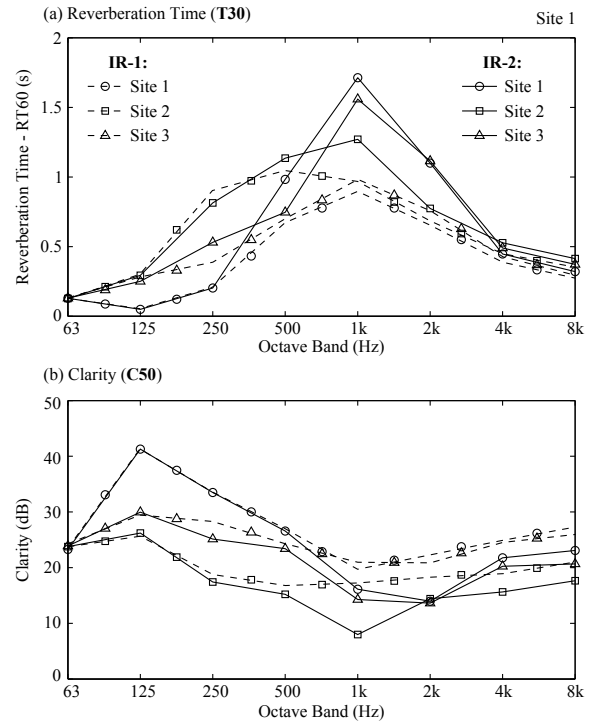 (a) Reverberation Time (T30)
Site 1
IR-1:
Site 1
Site 2
Site 3
IR-2:
Site 1
Site 2
Site 3
Reverberation Time - RT60 (s)
2
1.5
1
0.5
0
63 125 250 500 1k 2k 4k 8k
Octave Band (Hz)
(b) Clarity (C50)
Clarity (dB)
50
40
30
20
10
0
63 125 250 500 1k 2k 4k 8k
Octave Band (Hz)